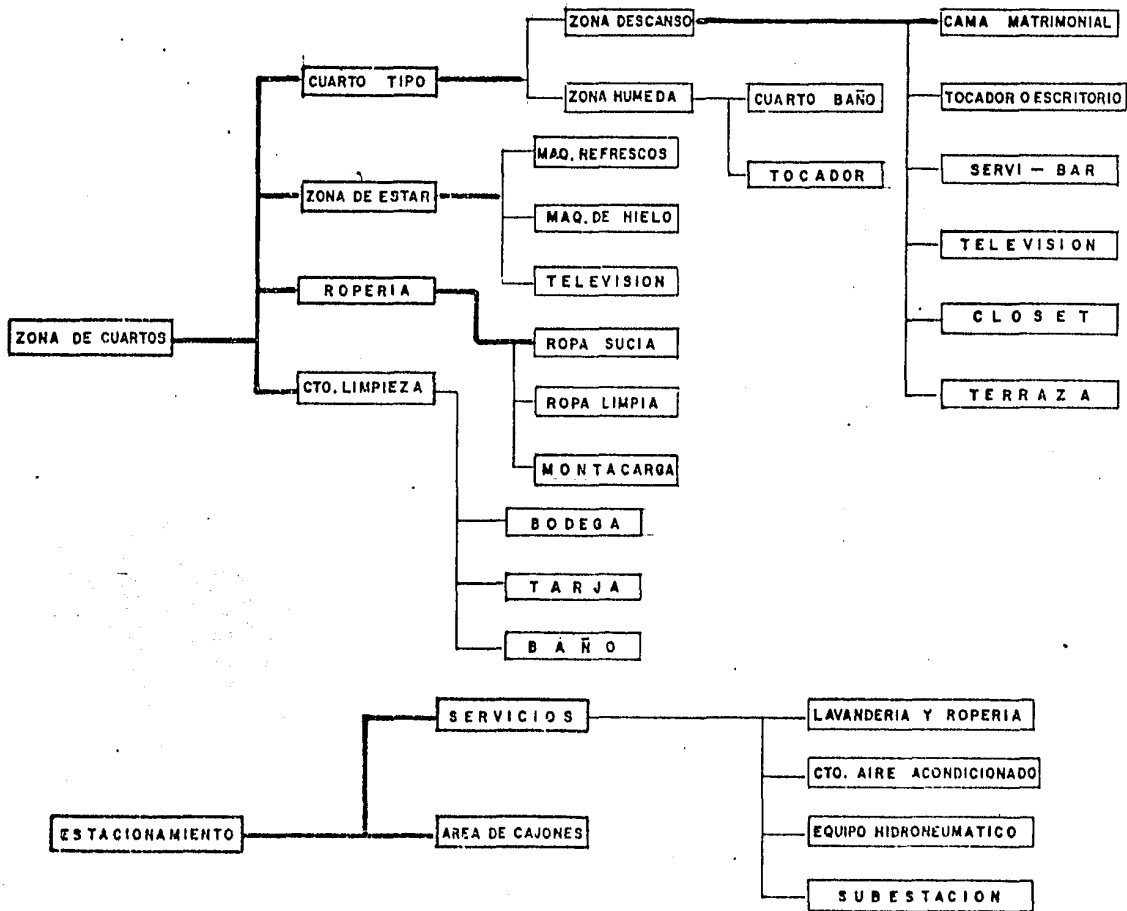 ZONA DESCANSO
CAMA MATRIMONIAL
CUARTO TIPO
ZONA HUMEDA
CUARTO BAÑO
TOCADOR O ESCRITORIO
MAQ. REFRESCOS
TOCADOR
SERVI - BAR
ZONA DE ESTAR
MAQ. DE HIELO
TELEVISION
TELEVISION
ROPERIA
CLOSET
ZONA DE CUARTOS
ROPA SUCIA
CTO. LIMPIEZA
ROPA LIMPIA
TERRAZA
MONTACARGA
BODEGA
TARJA
BAÑO
SERVICIOS
LAVANDERIA Y ROPERIA
CTO. AIRE ACONDICIONADO
ESTACIONAMIENTO
AREA DE CAJONES
EQUIPO HIDRONEUMATICO
SUBESTACION